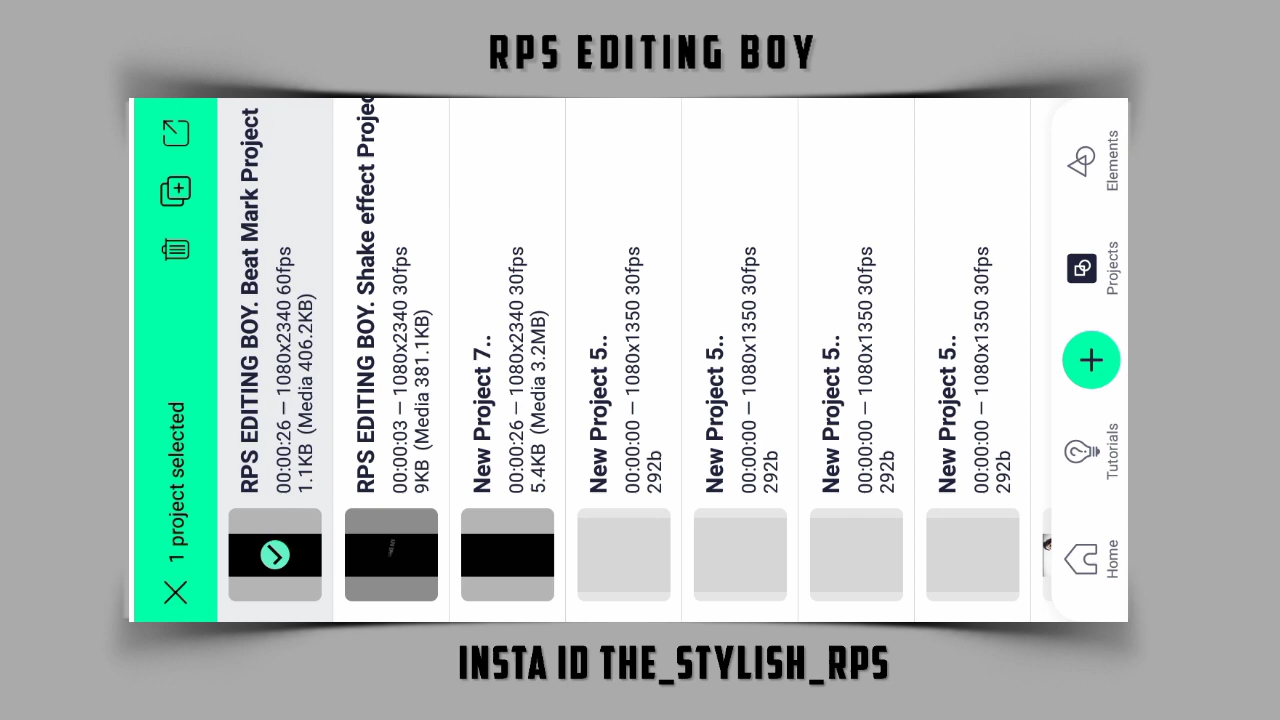 RPS EDITING BOY
1 project selected
RPS EDITING BOY. Beat Mark Project
00:00:26 – 1080x2340 60fps
1.1KB (Media 406.2KB)
RPS EDITING BOY. Shake effect Projec
00:00:03 – 1080x2340 30fps
9KB (Media 381.1KB)
New Project 7..
00:00:26 – 1080x2340 30fps
5.4KB (Media 3.2MB)
New Project 5..
00:00:00 – 1080x1350 30fps
292b
New Project 5..
00:00:00 – 1080x1350 30fps
292b
New Project 5..
00:00:00 – 1080x1350 30fps
292b
New Project 5..
00:00:00 – 1080x1350 30fps
292b
Home
Tutorials
Projects
Elements
INSTA ID THE_STYLISH_RPS